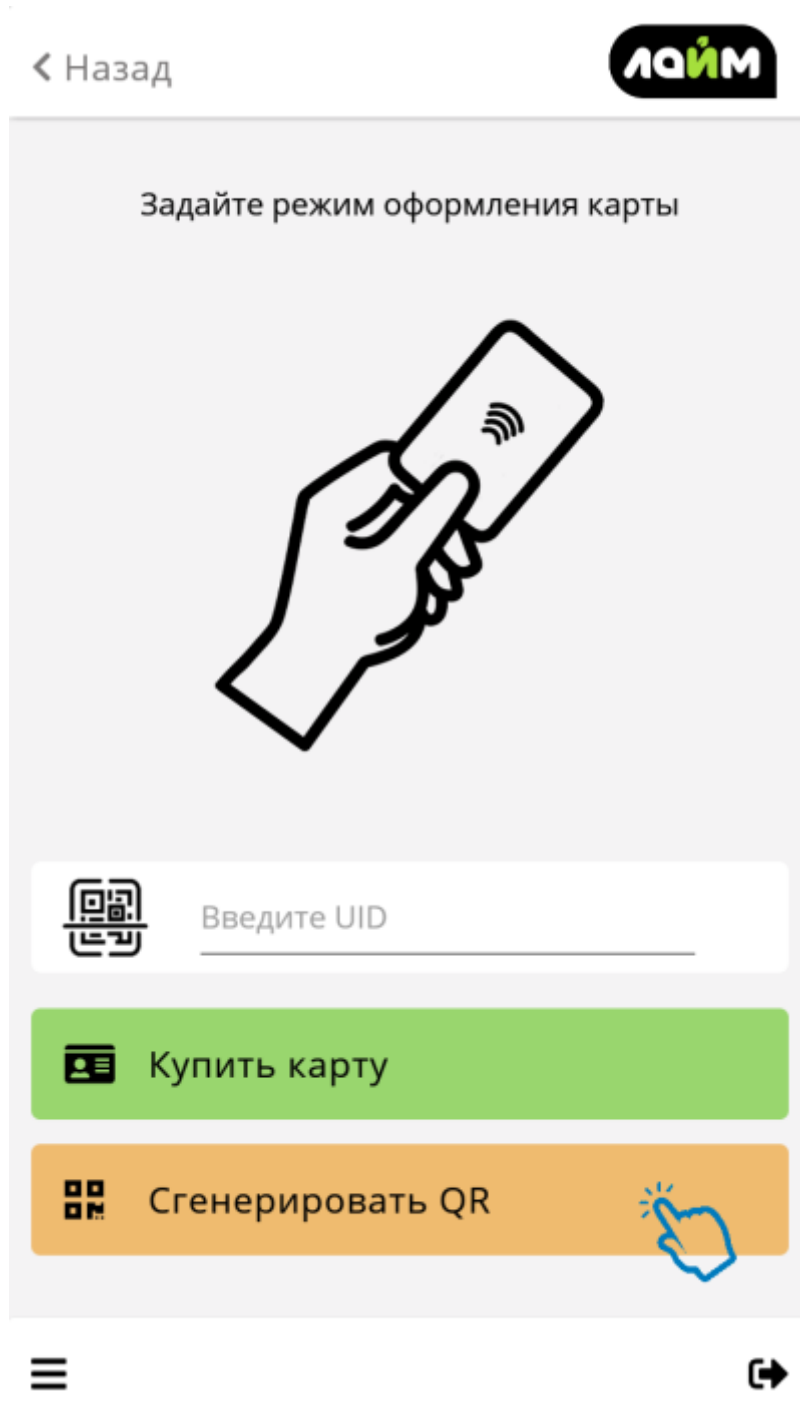 Назад
лайм
Задайте режим оформления карты
Введите UID
Купить карту
Сгенерировать QR